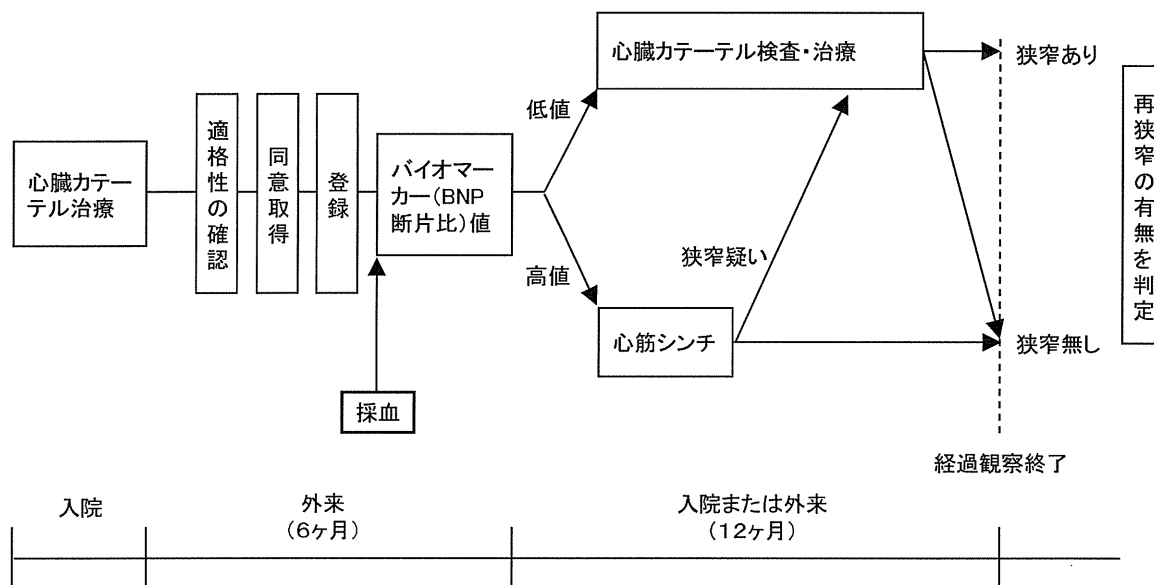 心臓カテー
テル治療
適格性の確認
同意取得
登録
バイオマー
カー(BNP
断片比)値
採血
低値
高値
心臓カテーテル検査・治療
狭窄疑い
心筋シンチ
狭窄あり
狭窄無し
再狭窄の有無を判定
経過観察終了
入院
外来
(6ヶ月)
入院または外来
(12ヶ月)